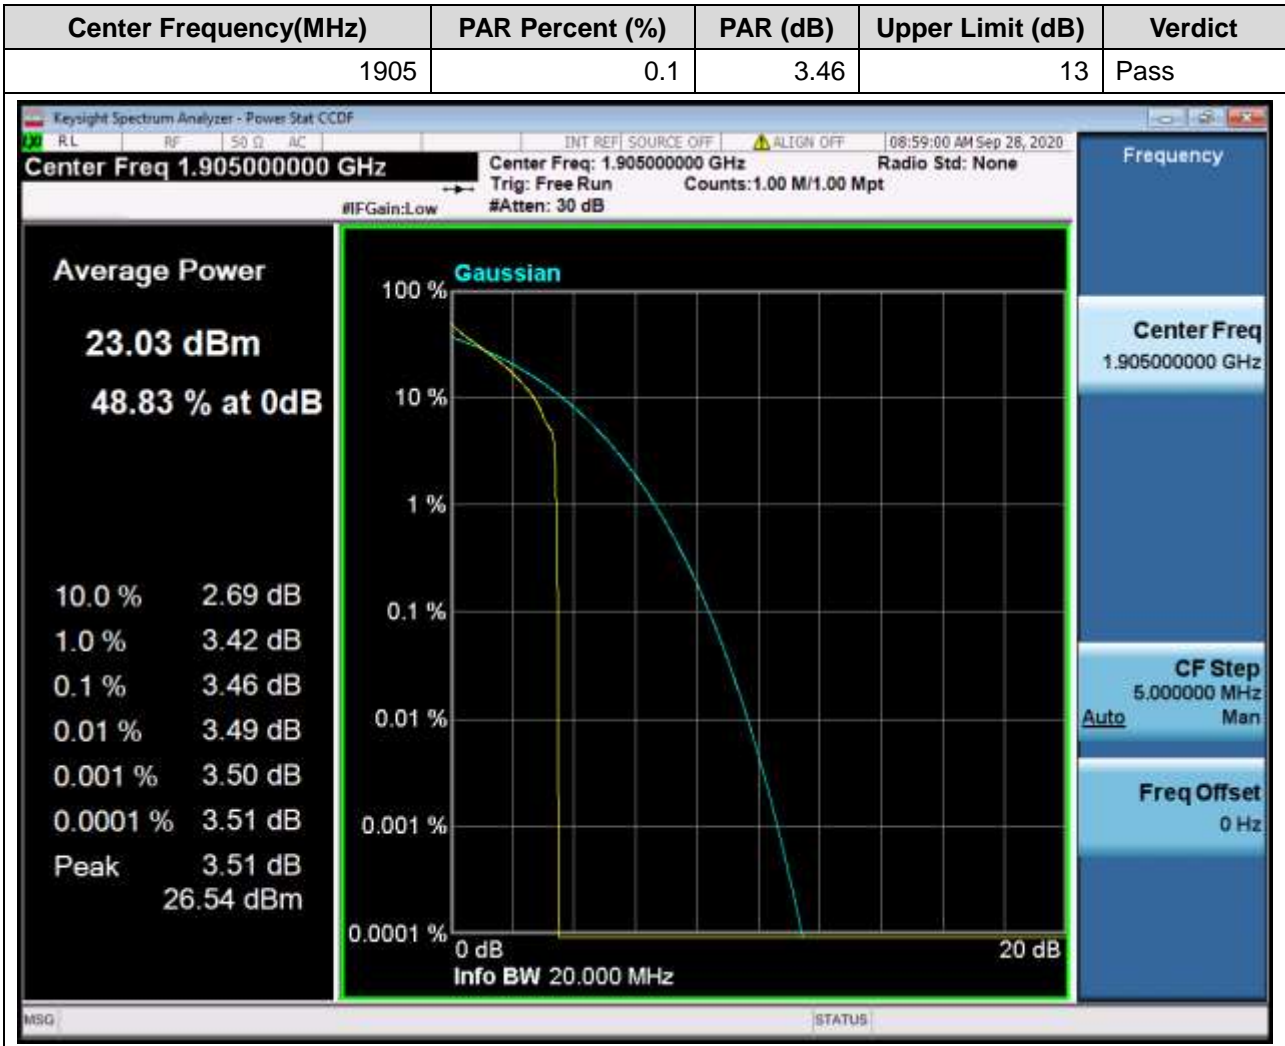 Center Frequency(MHz) PAR Percent (%) PAR (dB) Upper Limit (dB) Verdict
1905 0.1 3.46 13 Pass
Keysight Spectrum Analyzer - Power Stat CCDF
RL RF 50 Ω AC INT REF SOURCE OFF ALIGN OFF 08:59:00 AM Sep 28, 2020
Center Freq 1.905000000 GHz
Center Freq: 1.905000000 GHz Radio Std: None
Trig: Free Run Counts:1.00 M/1.00 Mpt
#IFGain:Low #Atten: 30 dB
Frequency
Average Power
23.03 dBm
48.83 % at 0dB
10.0 % 2.69 dB
1.0 % 3.42 dB
0.1 % 3.46 dB
0.01 % 3.49 dB
0.001 % 3.50 dB
0.0001 % 3.51 dB
Peak 3.51 dB
26.54 dBm
Gaussian
100 %
10 %
1 %
0.1 %
0.01 %
0.001 %
0.0001 %
0 dB 20 dB
Info BW 20.000 MHz
Center Freq
1.905000000 GHz
CF Step
5.000000 MHz
Auto Man
Freq Offset
0 Hz
MSG STATUS